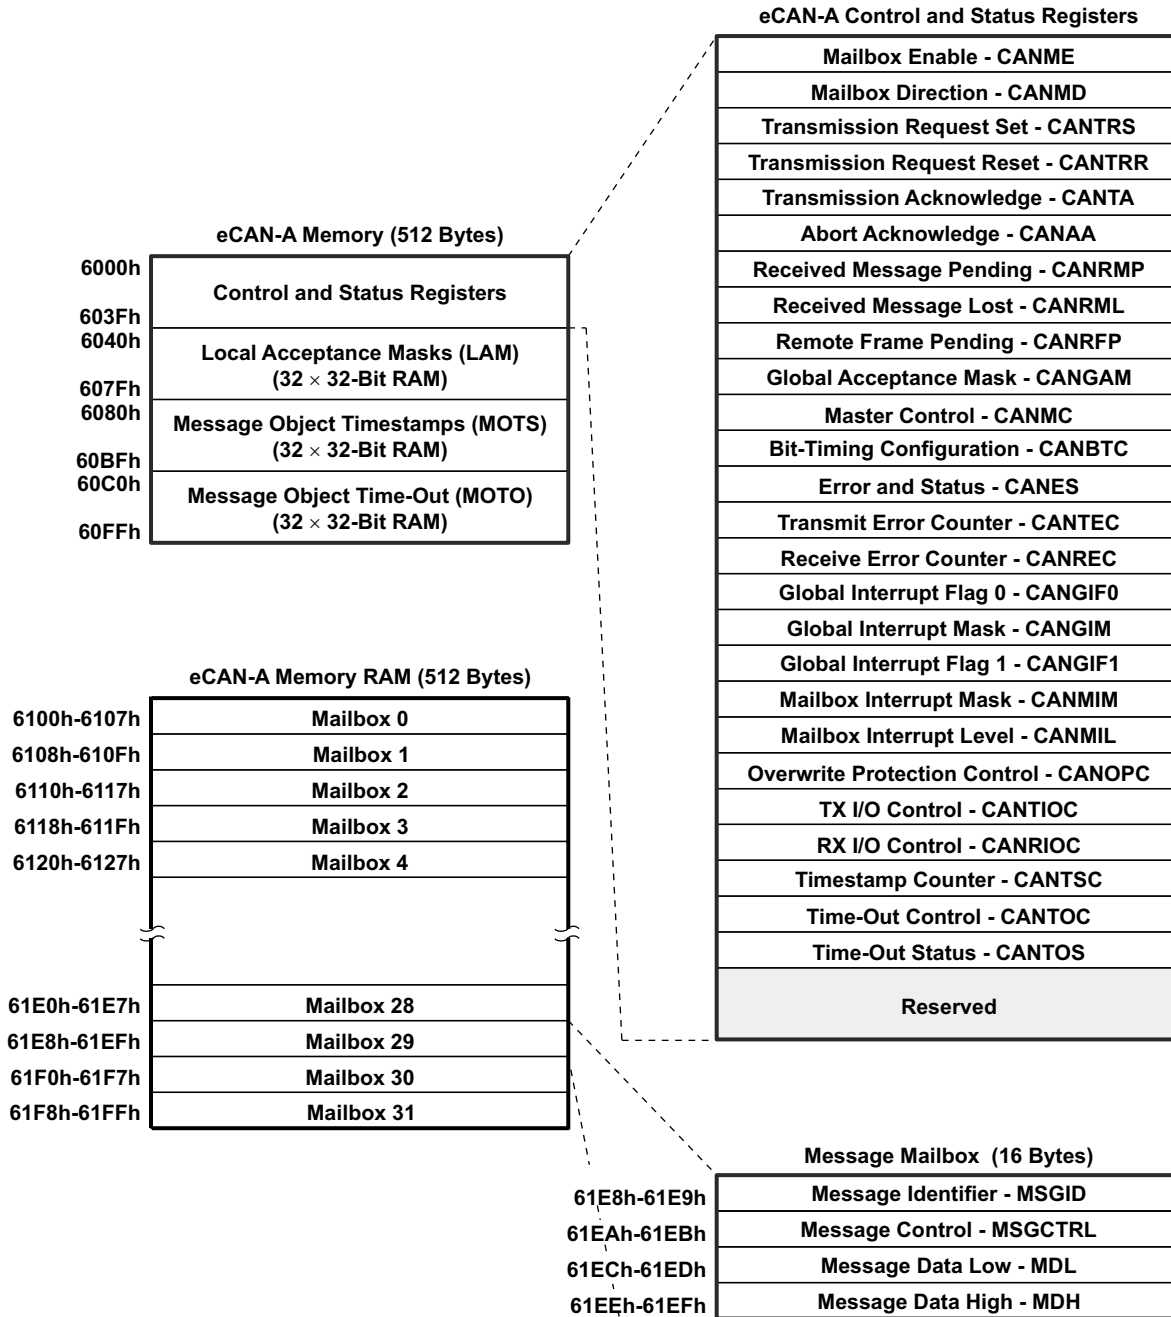 eCAN-A Control and Status Registers
Mailbox Enable - CANME
Mailbox Direction - CANMD
Transmission Request Set - CANTRS
Transmission Request Reset - CANTRR
Transmission Acknowledge - CANTA
Abort Acknowledge - CANAA
Received Message Pending - CANRMP
Received Message Lost - CANRML
Remote Frame Pending - CANRFP
Global Acceptance Mask - CANGAM
Master Control - CANMC
Bit-Timing Configuration - CANBTC
Error and Status - CANES
Transmit Error Counter - CANTEC
Receive Error Counter - CANREC
Global Interrupt Flag 0 - CANGIF0
Global Interrupt Mask - CANGIM
Global Interrupt Flag 1 - CANGIF1
Mailbox Interrupt Mask - CANMIM
Mailbox Interrupt Level - CANMIL
Overwrite Protection Control - CANOPC
TX I/O Control - CANTIOC
RX I/O Control - CANRIOC
Timestamp Counter - CANTSC
Time-Out Control - CANTOC
Time-Out Status - CANTOS
Reserved
eCAN-A Memory (512 Bytes)
6000h
Control and Status Registers
603Fh
6040h
Local Acceptance Masks (LAM)
(32 × 32-Bit RAM)
607Fh
6080h
Message Object Timestamps (MOTS)
(32 × 32-Bit RAM)
60BFh
60C0h
Message Object Time-Out (MOTO)
(32 × 32-Bit RAM)
60FFh
eCAN-A Memory RAM (512 Bytes)
6100h-6107h Mailbox 0
6108h-610Fh Mailbox 1
6110h-6117h Mailbox 2
6118h-611Fh Mailbox 3
6120h-6127h Mailbox 4
61E0h-61E7h Mailbox 28
61E8h-61EFh Mailbox 29
61F0h-61F7h Mailbox 30
61F8h-61FFh Mailbox 31
Message Mailbox (16 Bytes)
61E8h-61E9h Message Identifier - MSGID
61EAh-61EBh Message Control - MSGCTRL
61ECh-61EDh Message Data Low - MDL
61EEh-61EFh Message Data High - MDH